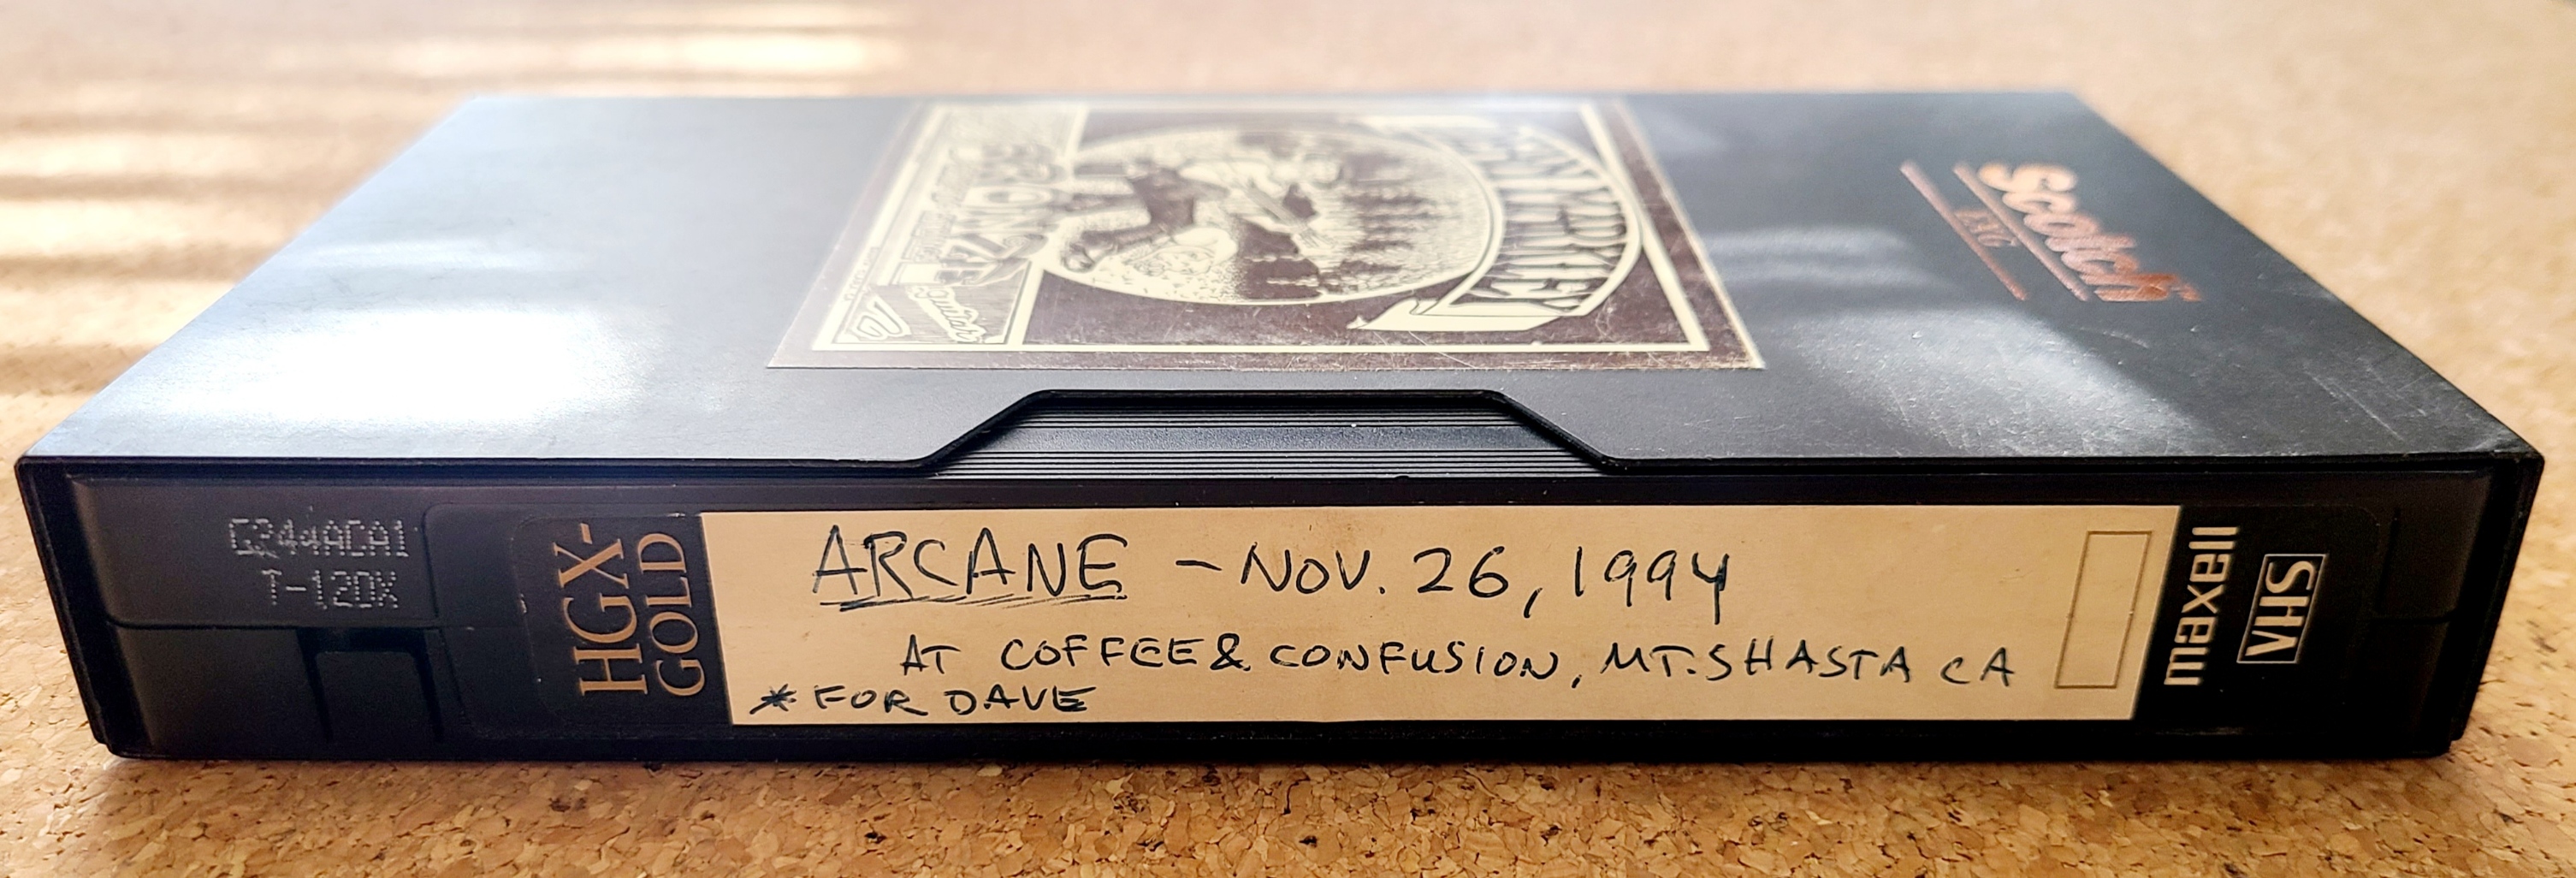 Scotch
EXG
G244ACA1
T-120X
HGX-
GOLD
ARCANE - NOV. 26, 1994
AT COFFEE & CONFUSION, MT. SHASTA CA
* FOR DAVE
maxell
VHS